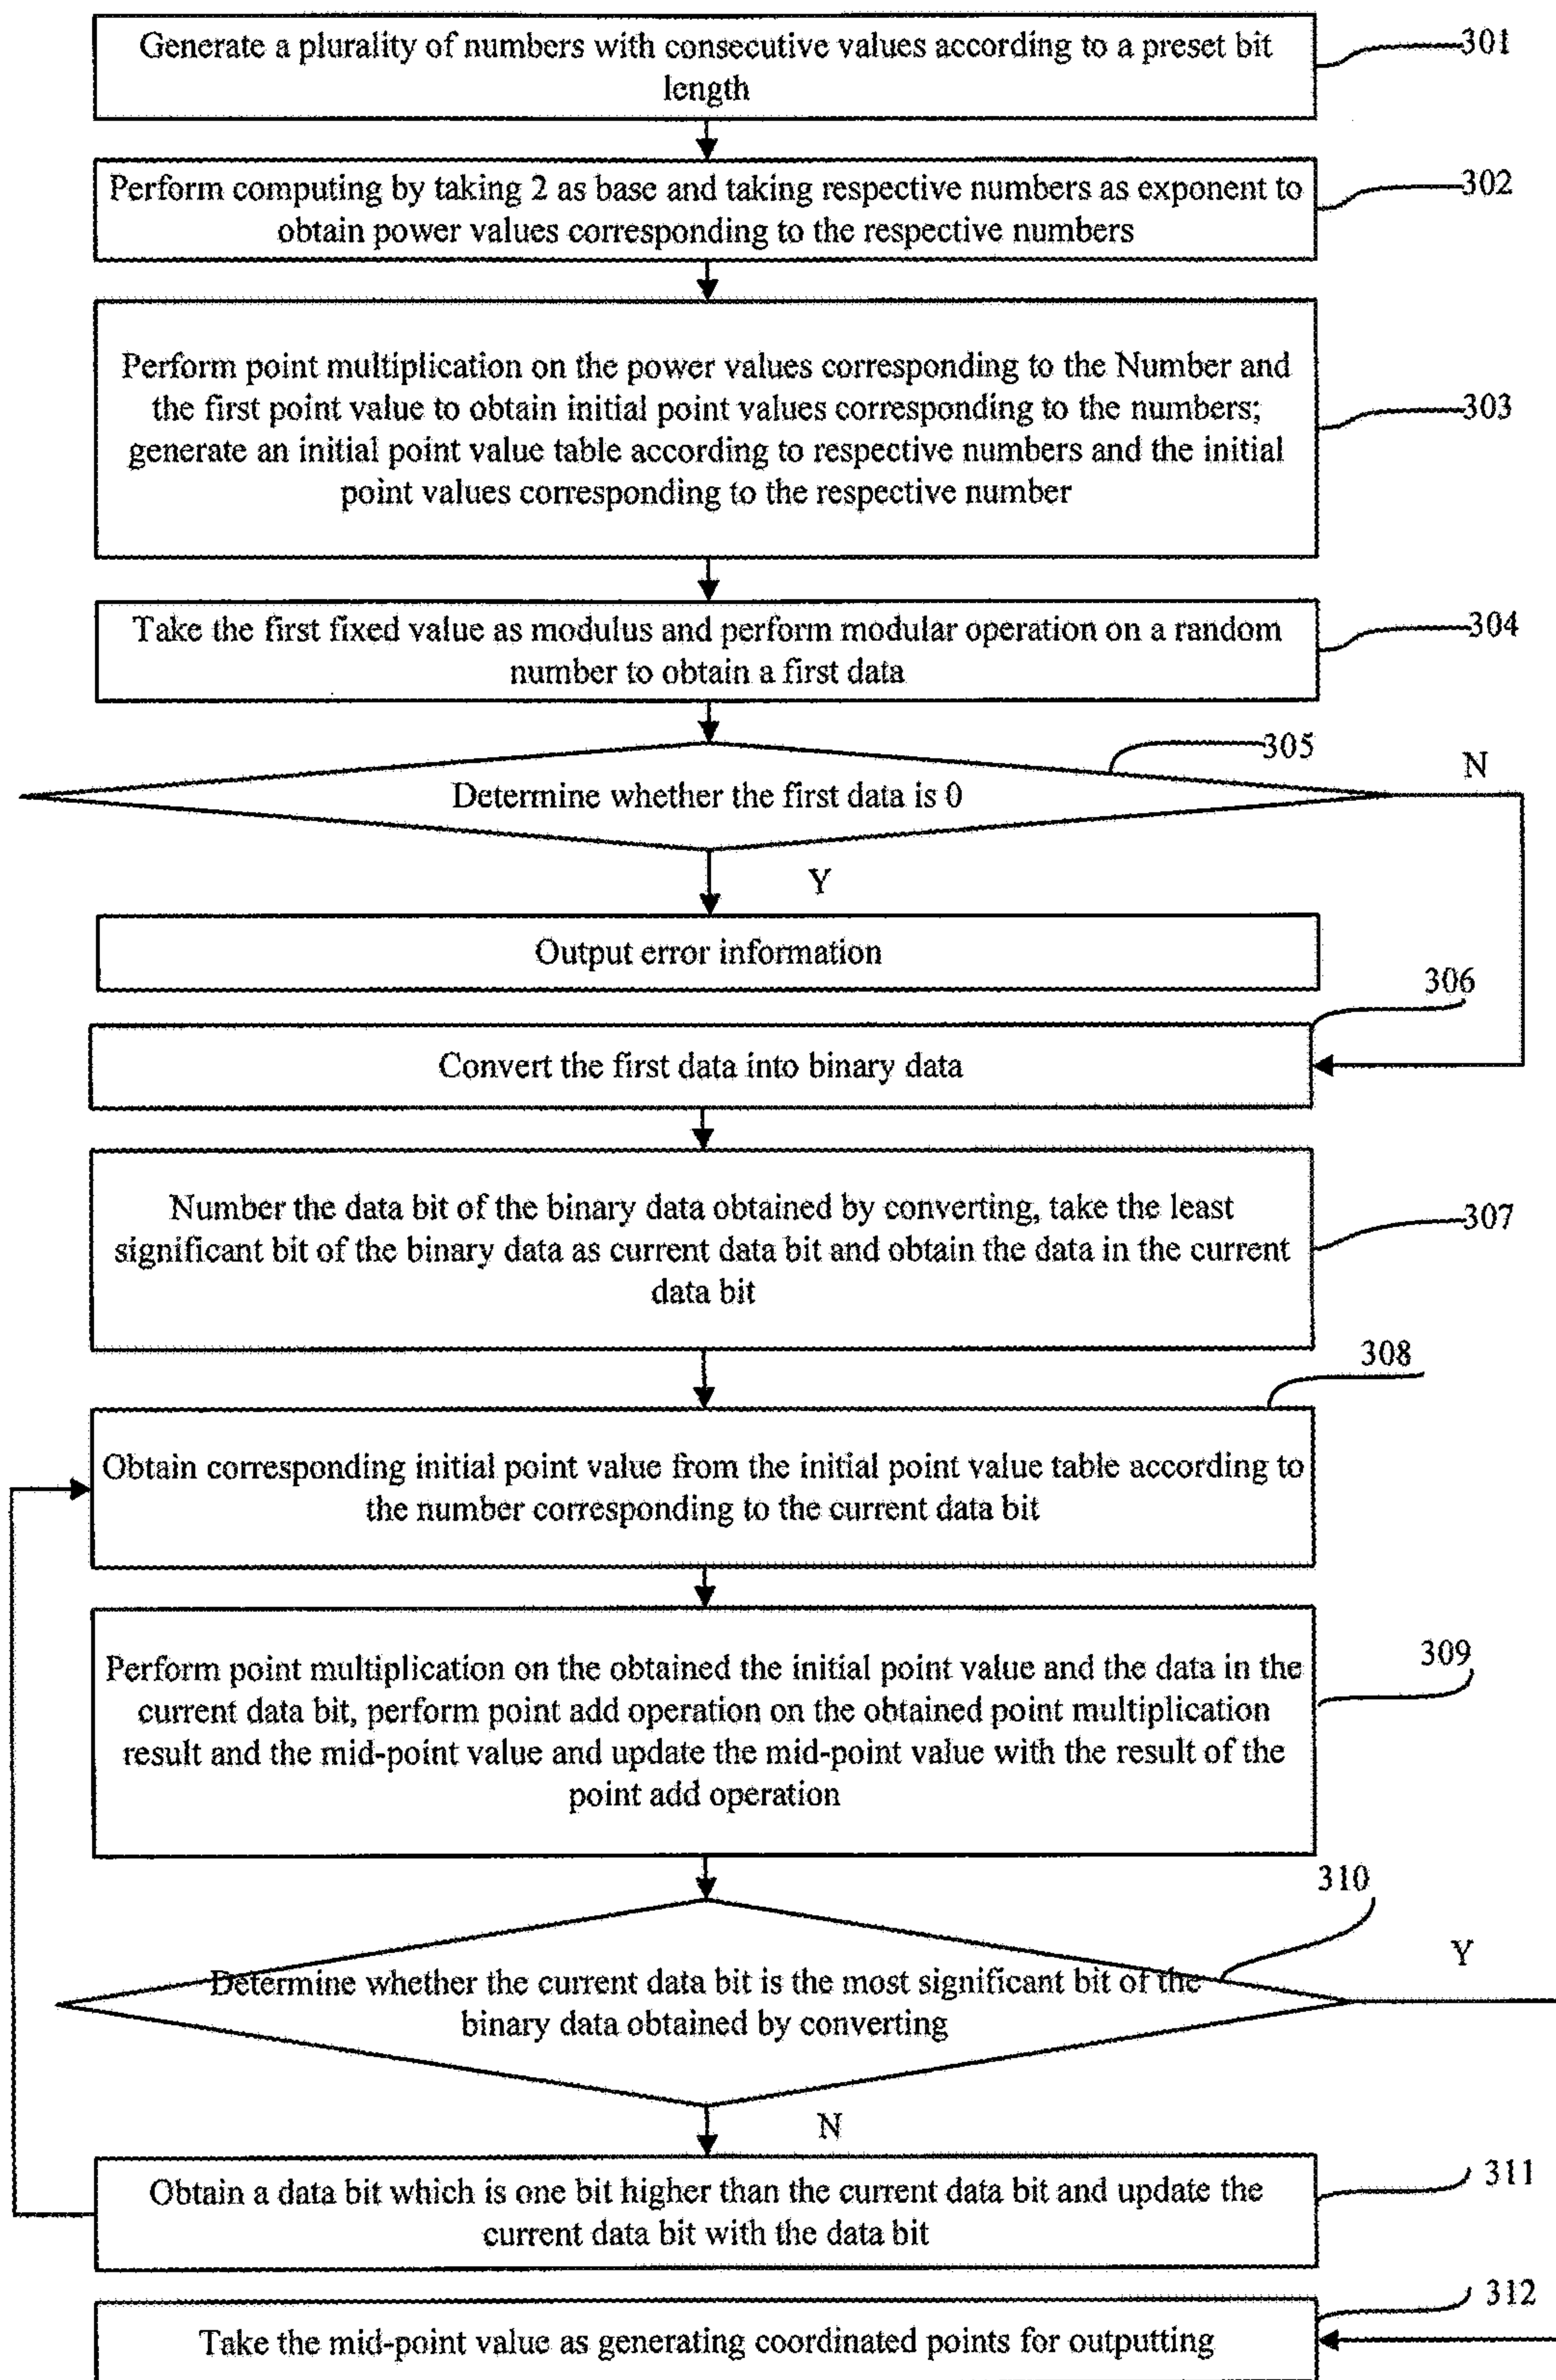 Generate a plurality of numbers with consecutive values according to a preset bit
length
301
Perform computing by taking 2 as base and taking respective numbers as exponent to
obtain power values corresponding to the respective numbers
302
Perform point multiplication on the power values corresponding to the Number and
the first point value to obtain initial point values corresponding to the numbers;
generate an initial point value table according to respective numbers and the initial
point values corresponding to the respective number
303
Take the first fixed value as modulus and perform modular operation on a random
number to obtain a first data
304
305
N
Determine whether the first data is 0
Y
Output error information
306
Convert the first data into binary data
Number the data bit of the binary data obtained by converting, take the least
significant bit of the binary data as current data bit and obtain the data in the current
data bit
307
308
Obtain corresponding initial point value from the initial point value table according to
the number corresponding to the current data bit
Perform point multiplication on the obtained the initial point value and the data in the
current data bit, perform point add operation on the obtained point multiplication
result and the mid-point value and update the mid-point value with the result of the
point add operation
309
310
Y
Determine whether the current data bit is the most significant bit of the
binary data obtained by converting
N
Obtain a data bit which is one bit higher than the current data bit and update the
current data bit with the data bit
311
312
Take the mid-point value as generating coordinated points for outputting